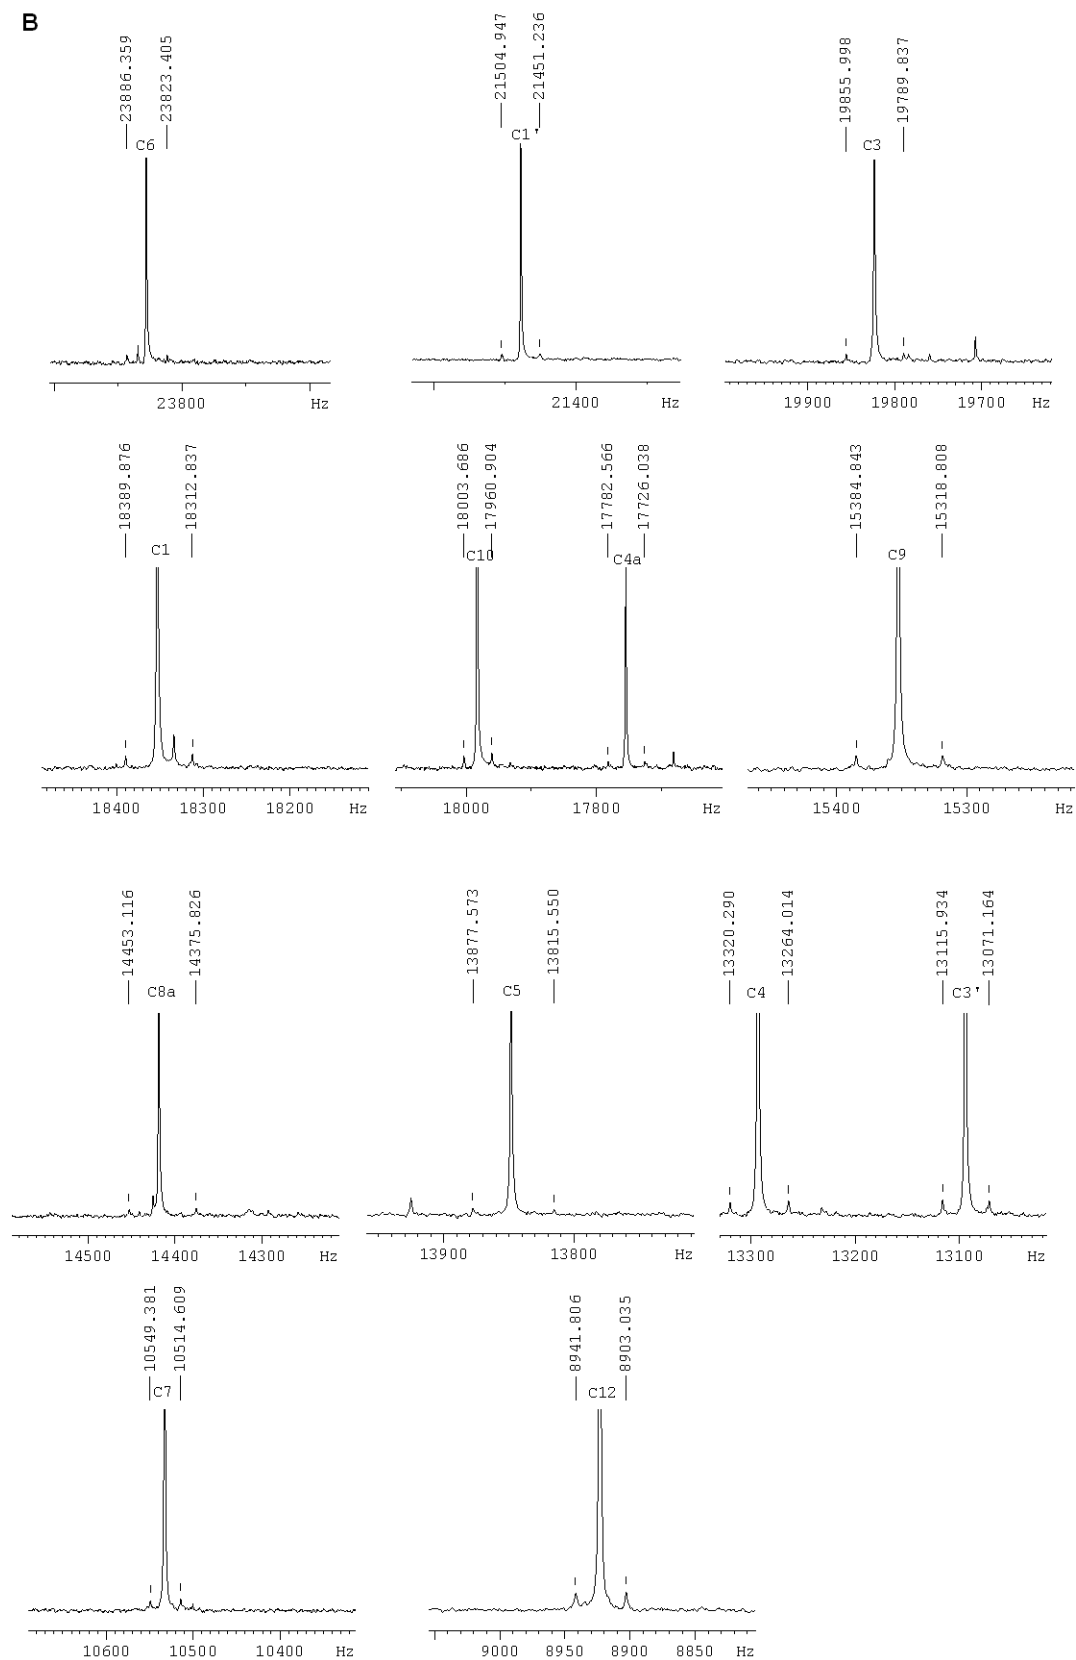 B
23886.359
23823.405
C6
23800 Hz
21504.947
21451.236
C1'
21400 Hz
19855.998
19789.837
C3
19900 19800 19700 Hz
18389.876
18312.837
C1
18400 18300 18200 Hz
18003.686
17960.904
C10
17782.566
17726.038
C4a
18000 17800 Hz
15384.843
15318.808
C9
15400 15300 Hz
14453.116
14375.826
C8a
14500 14400 14300 Hz
13877.573
13815.550
C5
13900 13800 Hz
13320.290
13264.014
C4
13115.934
13071.164
C3'
13300 13200 13100 Hz
10549.381
10514.609
C7
10600 10500 10400 Hz
8941.806
8903.035
C12
9000 8950 8900 8850 Hz